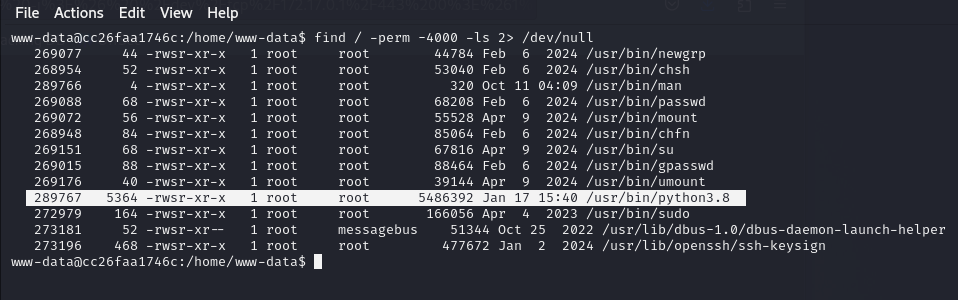 File Actions Edit View Help
www-data@cc26faa1746c:/home/www-data$ find / -perm -4000 -ls 2> /dev/null
269077 44 -rwsr-xr-x 1 root root 44784 Feb 6 2024 /usr/bin/newgrp
268954 52 -rwsr-xr-x 1 root root 53040 Feb 6 2024 /usr/bin/chsh
289766 4 -rwsr-xr-x 1 root root 320 Oct 11 04:09 /usr/bin/man
269088 68 -rwsr-xr-x 1 root root 68208 Feb 6 2024 /usr/bin/passwd
269072 56 -rwsr-xr-x 1 root root 55528 Apr 9 2024 /usr/bin/mount
268948 84 -rwsr-xr-x 1 root root 85064 Feb 6 2024 /usr/bin/chfn
269151 68 -rwsr-xr-x 1 root root 67816 Apr 9 2024 /usr/bin/su
269015 88 -rwsr-xr-x 1 root root 88464 Feb 6 2024 /usr/bin/gpasswd
269176 40 -rwsr-xr-x 1 root root 39144 Apr 9 2024 /usr/bin/umount
289767 5364 -rwsr-xr-x 1 root root 5486392 Jan 17 15:40 /usr/bin/python3.8
272979 164 -rwsr-xr-x 1 root root 166056 Apr 4 2023 /usr/bin/sudo
273181 52 -rwsr-xr-- 1 root messagebus 51344 Oct 25 2022 /usr/lib/dbus-1.0/dbus-daemon-launch-helper
273196 468 -rwsr-xr-x 1 root root 477672 Jan 2 2024 /usr/lib/openssh/ssh-keysign
www-data@cc26faa1746c:/home/www-data$